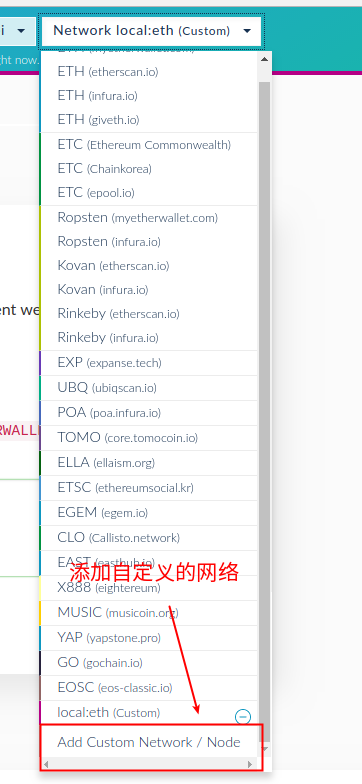 i
Network local:eth (Custom)
ght now.
ETH (etherscan.io)
ETH (infura.io)
ETH (giveth.io)
ETC (Ethereum Commonwealth)
ETC (Chainkorea)
ETC (epool.io)
Ropsten (myetherwallet.com)
Ropsten (infura.io)
Kovan (etherscan.io)
Kovan (infura.io)
ent we
Rinkeby (etherscan.io)
Rinkeby (infura.io)
EXP (expanse.tech)
UBQ (ubiqscan.io)
POA (poa.infura.io)
RWALL
TOMO (core.tomocoin.io)
ELLA (ellaism.org)
ETSC (ethereumsocial.kr)
EGEM (egem.io)
CLO (Callisto.network)
EAST (easthub.io)
添加自定义的网络
X888 (eightereum)
MUSIC (musicoin.org)
YAP (yapstone.pro)
GO (gochain.io)
EOSC (eos-classic.io)
local:eth (Custom)
Add Custom Network / Node